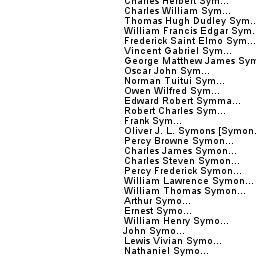 Charles Herbert Sym...
Charles William Sym...
Thomas Hugh Dudley Sym..
William Francis Edgar Sym.
Frederick Saint Elmo Sym...
Vincent Gabriel Sym...
George Matthew James Sym
Oscar John Sym...
Norman Tuitui Sym...
Owen Wilfred Sym...
Edward Robert Symma...
Robert Charles Sym...
Frank Sym...
Oliver J. L. Symons [Symon.
Percy Browne Symon...
Charles James Symon...
Charles Steven Symon...
Percy Frederick Symon...
William Lawrence Symon...
William Thomas Symon...
Arthur Symo...
Ernest Symo...
William Henry Symo...
John Symo...
Lewis Vivian Symo...
Nathaniel Symo...